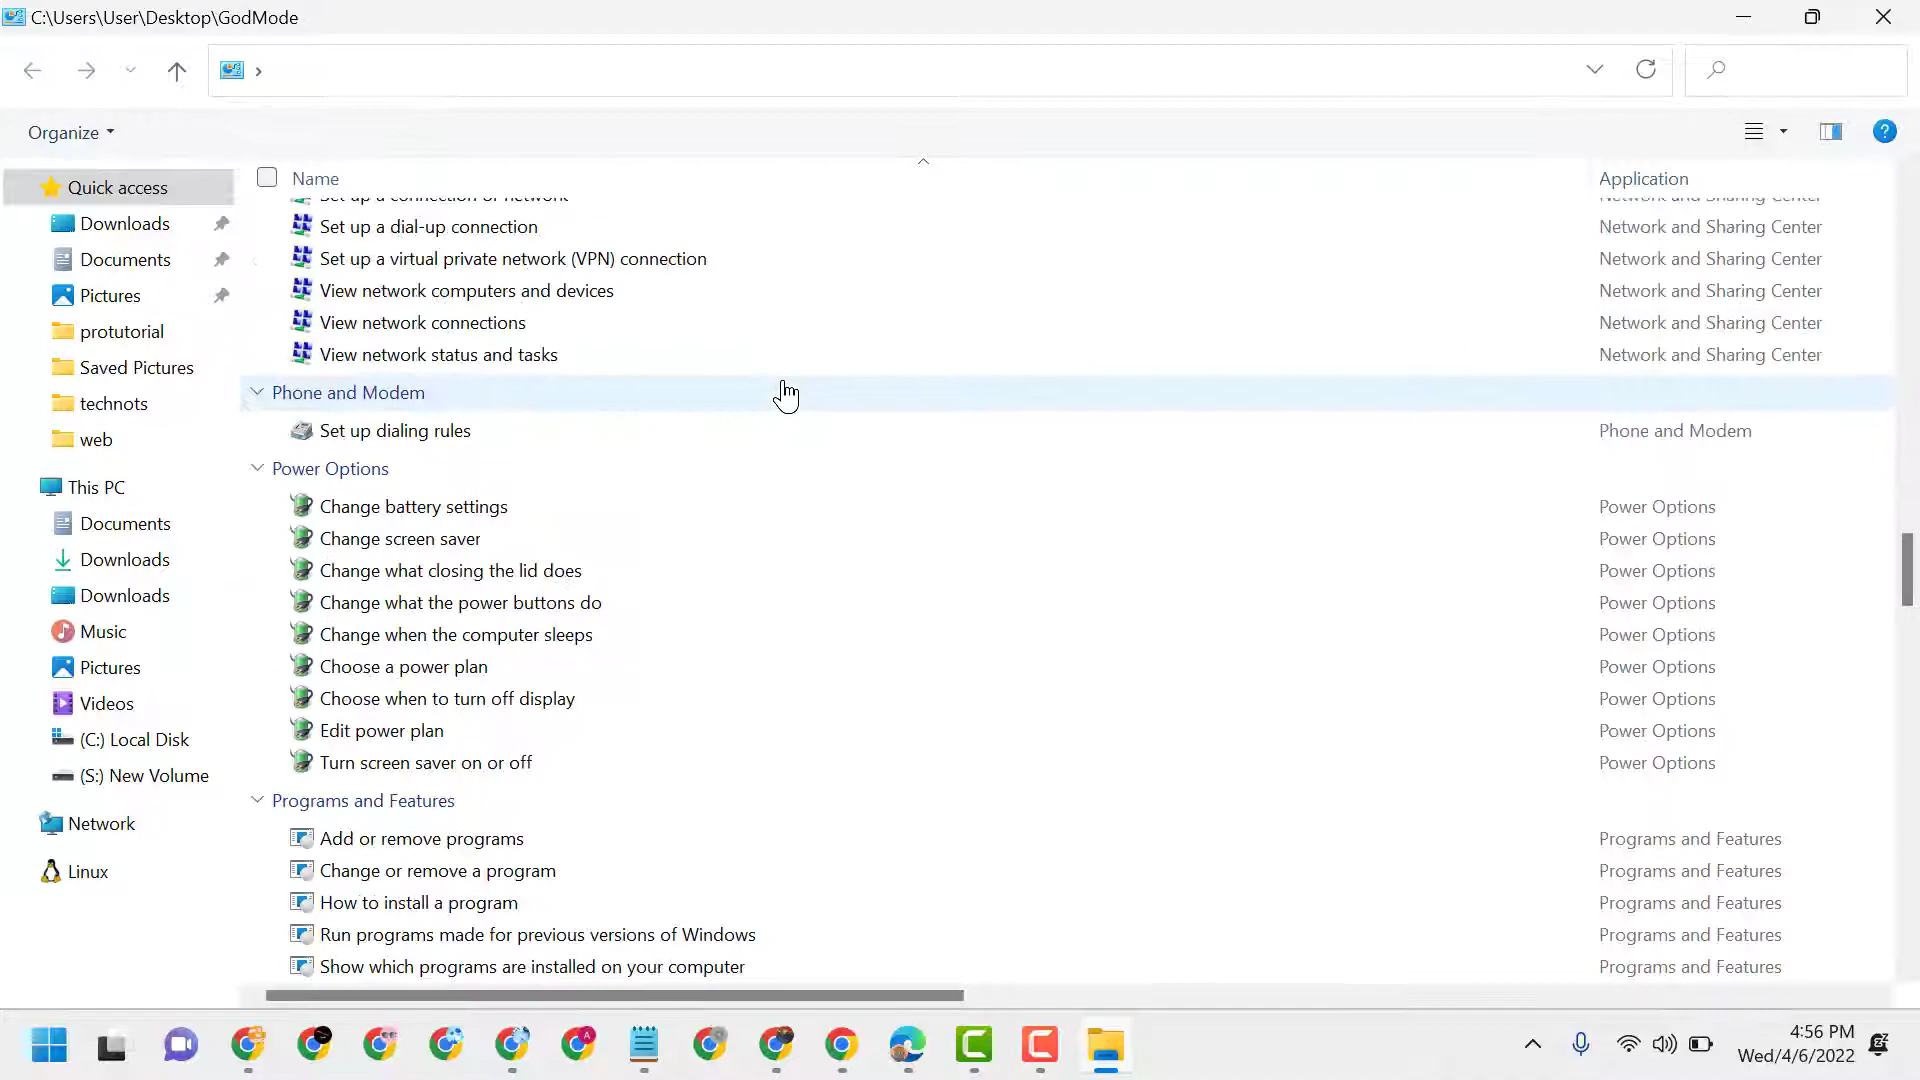 C:\Users\User\Desktop\GodMode
Organize
Name
Application
Set up a connection or network
Network and Sharing Center
Set up a dial-up connection
Network and Sharing Center
Set up a virtual private network (VPN) connection
Network and Sharing Center
View network computers and devices
Network and Sharing Center
View network connections
Network and Sharing Center
View network status and tasks
Network and Sharing Center
Phone and Modem
Set up dialing rules
Phone and Modem
Power Options
Change battery settings
Power Options
Change screen saver
Power Options
Change what closing the lid does
Power Options
Change what the power buttons do
Power Options
Change when the computer sleeps
Power Options
Choose a power plan
Power Options
Choose when to turn off display
Power Options
Edit power plan
Power Options
Turn screen saver on or off
Power Options
Programs and Features
Add or remove programs
Programs and Features
Change or remove a program
Programs and Features
How to install a program
Programs and Features
Run programs made for previous versions of Windows
Programs and Features
Show which programs are installed on your computer
Programs and Features
Quick access
Downloads
Documents
Pictures
protutorial
Saved Pictures
technots
web
This PC
Documents
Downloads
Downloads
Music
Pictures
Videos
(C:) Local Disk
(S:) New Volume
Network
Linux
4:56 PM
Wed/4/6/2022